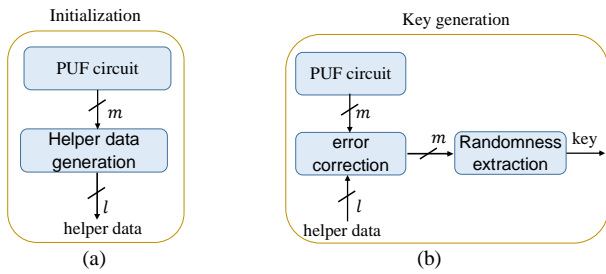 Initialization
PUF circuit
m
Helper data
generation
l
helper data
(a)
Key generation
PUF circuit
m
error
correction
m
Randomness
extraction
key
l
helper data
(b)